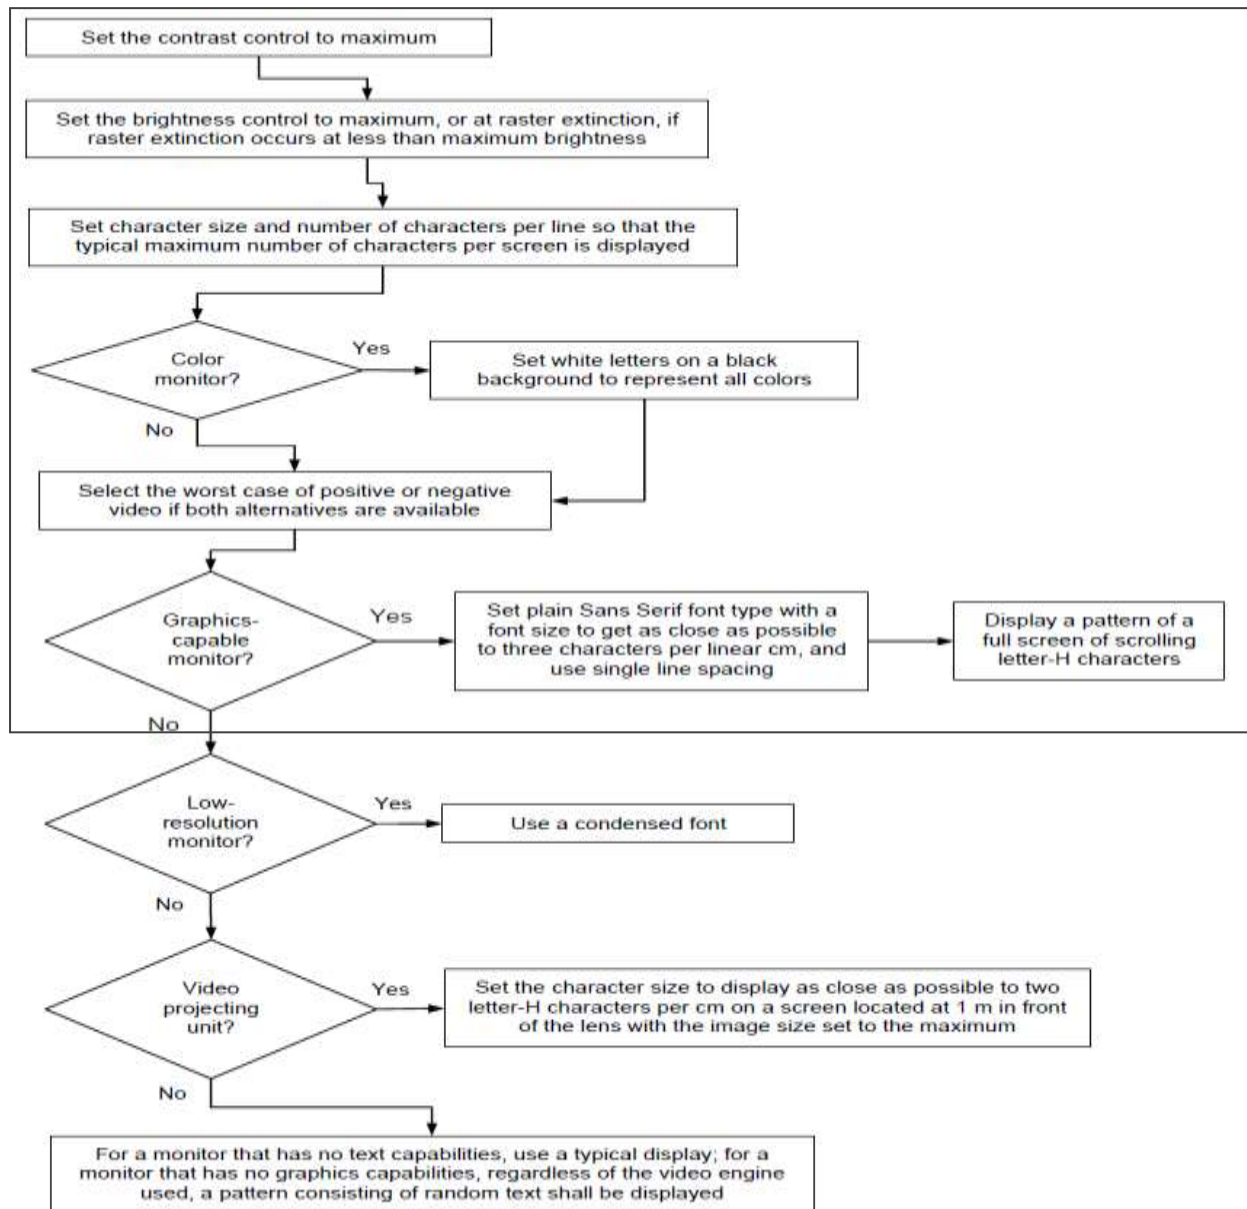 Set the contrast control to maximum
Set the brightness control to maximum, or at raster extinction, if
raster extinction occurs at less than maximum brightness
Set character size and number of characters per line so that the
typical maximum number of characters per screen is displayed
Color
monitor?
Yes
Set white letters on a black
background to represent all colors
No
Select the worst case of positive or negative
video if both alternatives are available
Graphics-
capable
monitor?
Yes
Set plain Sans Serif font type with a
font size to get as close as possible
to three characters per linear cm, and
use single line spacing
Display a pattern of a
full screen of scrolling
letter-H characters
No
Low-
resolution
monitor?
Yes
Use a condensed font
No
Video
projecting
unit?
Yes
Set the character size to display as close as possible to two
letter-H characters per cm on a screen located at 1 m in front
of the lens with the image size set to the maximum
No
For a monitor that has no text capabilities, use a typical display; for a
monitor that has no graphics capabilities, regardless of the video engine
used, a pattern consisting of random text shall be displayed